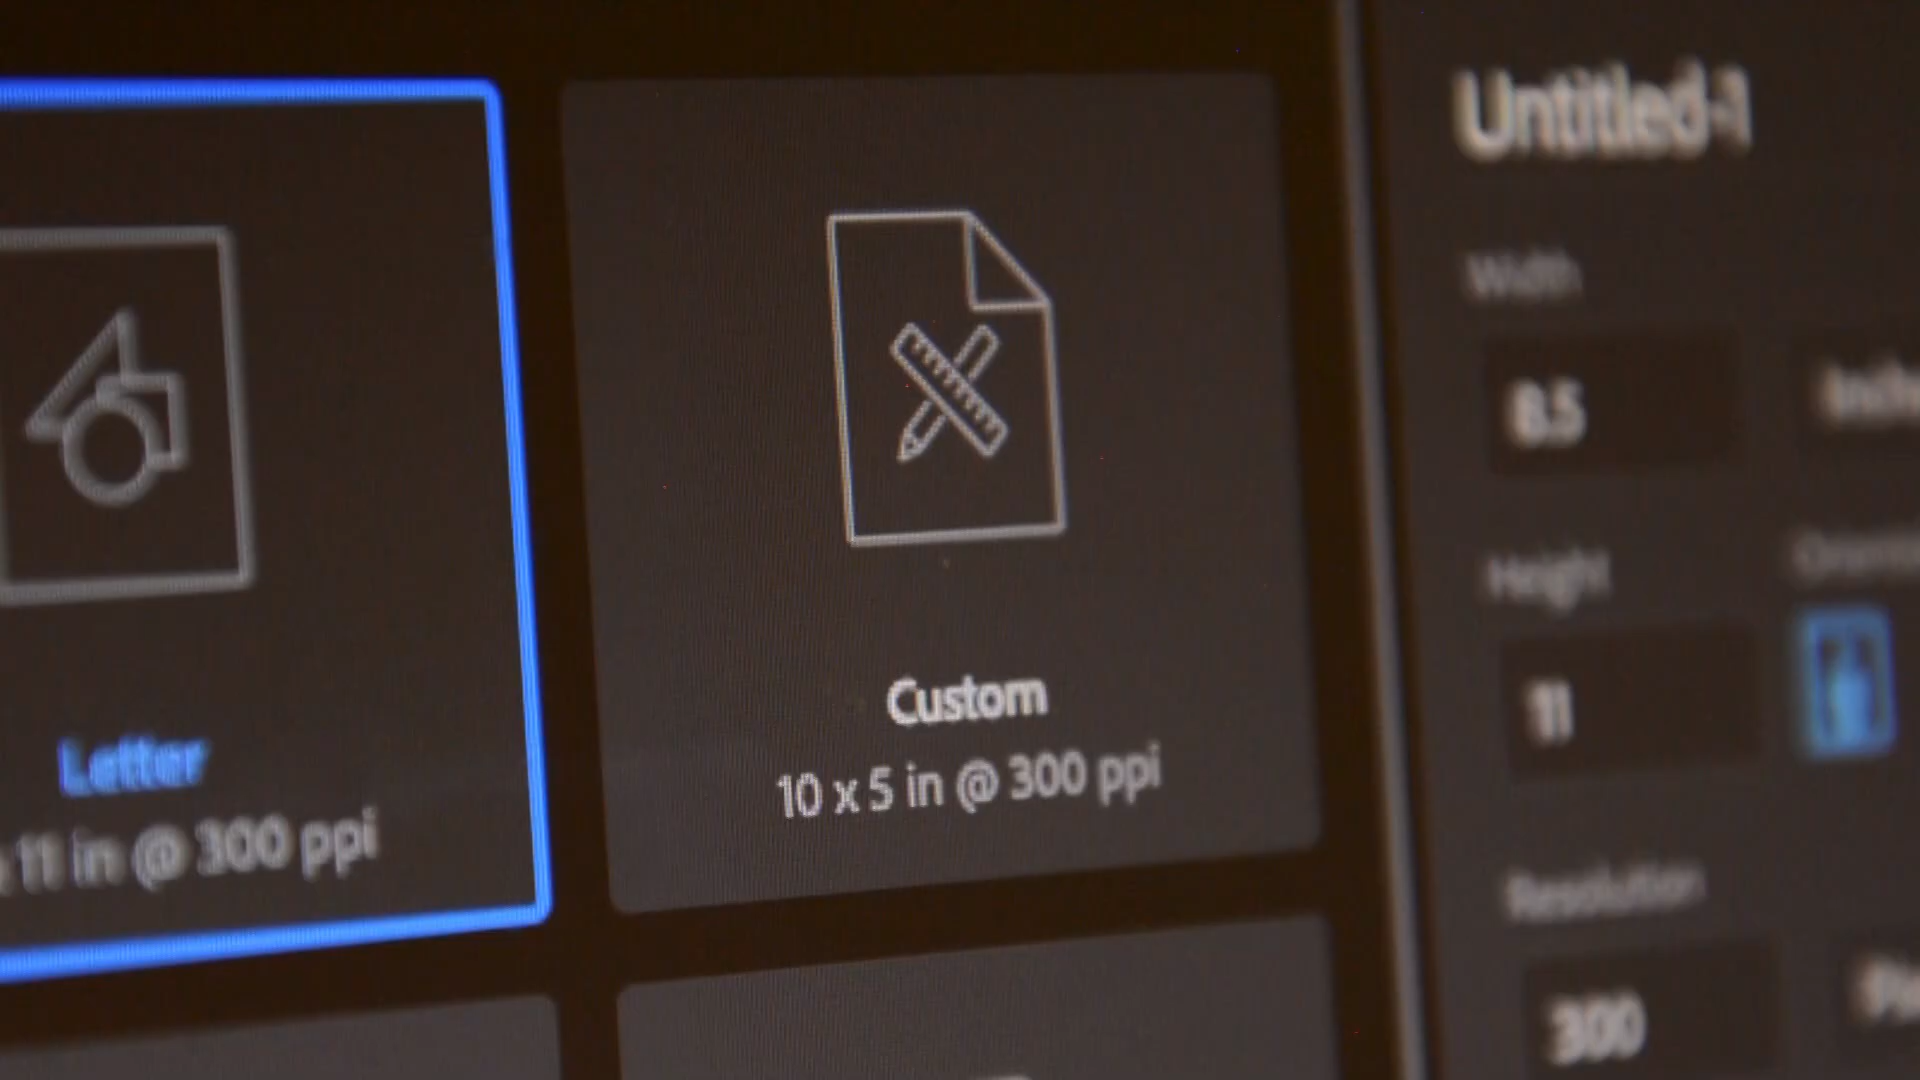 Letter
11 in @ 300 ppi
Custom
10 x 5 in @ 300 ppi
Untitled-1
Width
8.5
Height
11
Resolution
300